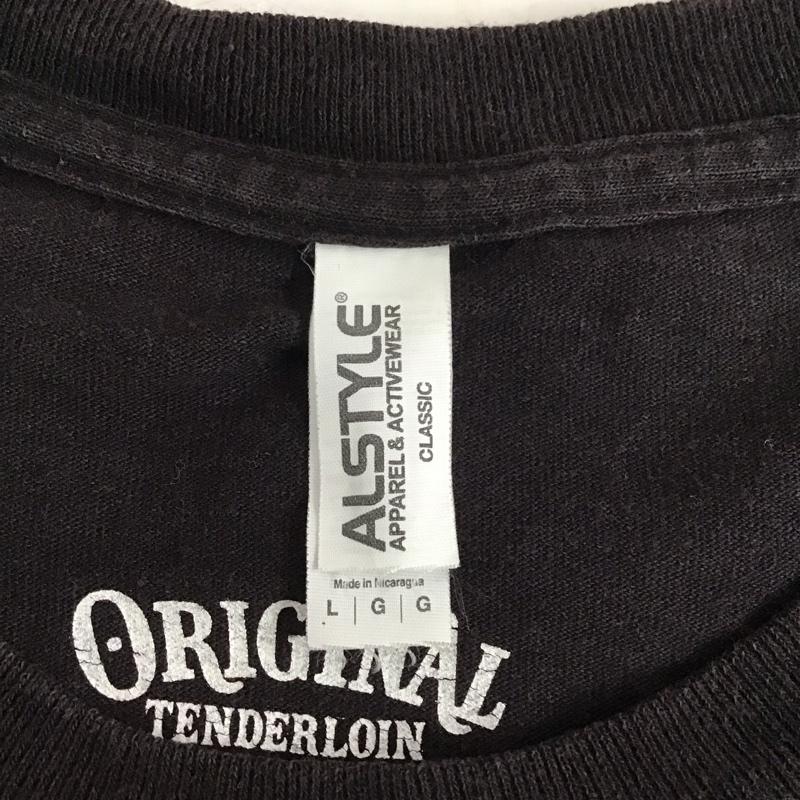 ALSTYLE®
APPAREL & ACTIVEWEAR
CLASSIC
Made in Nicaragua
L | G | G
ORIGINAL
TENDERLOIN